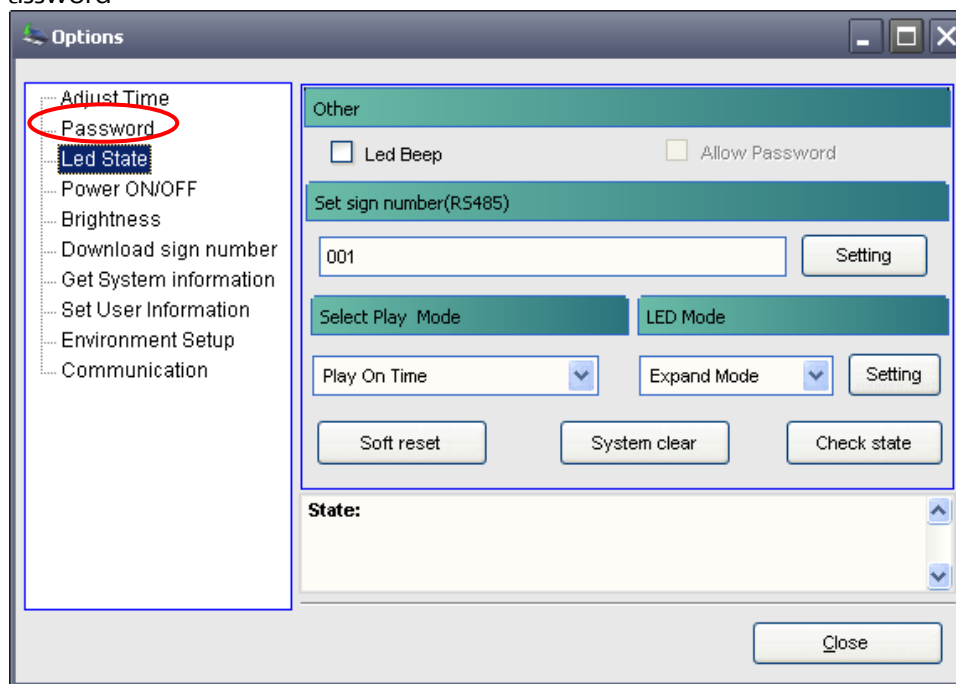 Options
Adjust Time
Password
Led State
Power ON/OFF
Brightness
Download sign number
Get System information
Set User Information
Environment Setup
Communication
Other
Led Beep
Allow Password
Set sign number(RS485)
001
Setting
Select Play Mode
LED Mode
Play On Time
Expand Mode
Setting
Soft reset
System clear
Check state
State:
Close